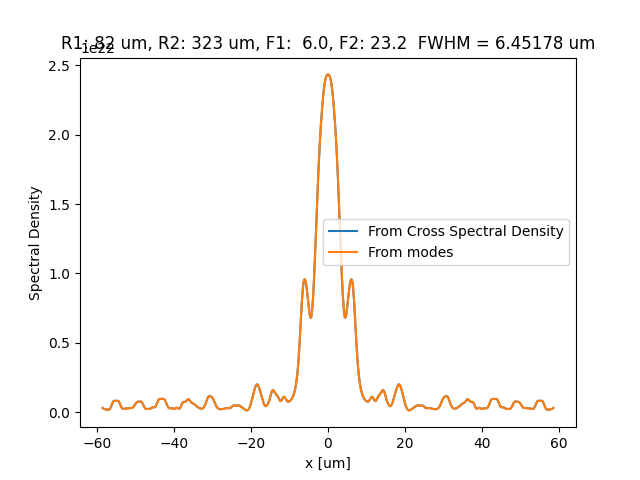 R1: 82 um, R2: 323 um, F1:  6.0, F2: 23.2  FWHM = 6.45178 um
1e22
2.5
2.0
1.5
1.0
0.5
0.0
Spectral Density
From Cross Spectral Density
From modes
−60 −40 −20 0 20 40 60
x [um]